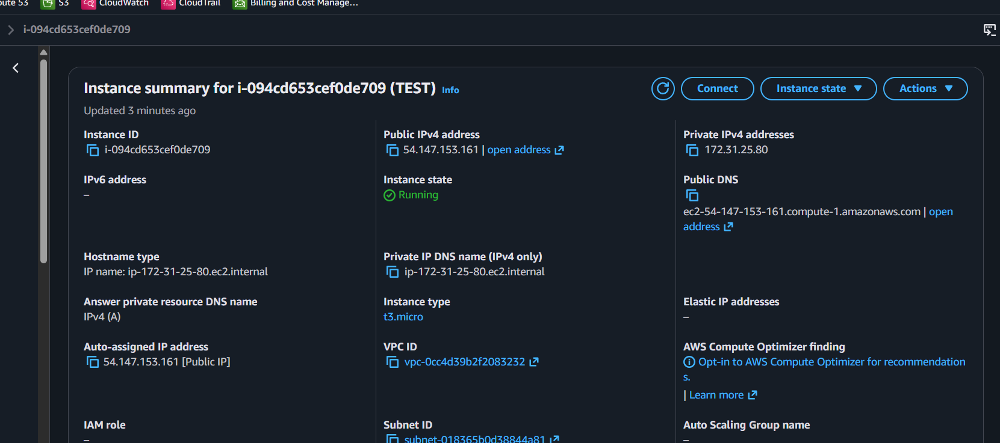 ute 53 S3 CloudWatch CloudTrail Billing and Cost Manage...
i-094cd653cef0de709
Instance summary for i-094cd653cef0de709 (TEST) Info
Connect
Instance state
Actions
Updated 3 minutes ago
Instance ID
i-094cd653cef0de709
Public IPv4 address
54.147.153.161 | open address
Private IPv4 addresses
172.31.25.80
IPv6 address
–
Instance state
Running
Public DNS
ec2-54-147-153-161.compute-1.amazonaws.com | open
address
Hostname type
IP name: ip-172-31-25-80.ec2.internal
Private IP DNS name (IPv4 only)
ip-172-31-25-80.ec2.internal
Answer private resource DNS name
IPv4 (A)
Instance type
t3.micro
Elastic IP addresses
–
Auto-assigned IP address
54.147.153.161 [Public IP]
VPC ID
vpc-0cc4d39b2f2083232
AWS Compute Optimizer finding
Opt-in to AWS Compute Optimizer for recommendation
s.
| Learn more
IAM role
–
Subnet ID
subnet-018365b0d38844a81
Auto Scaling Group name
–